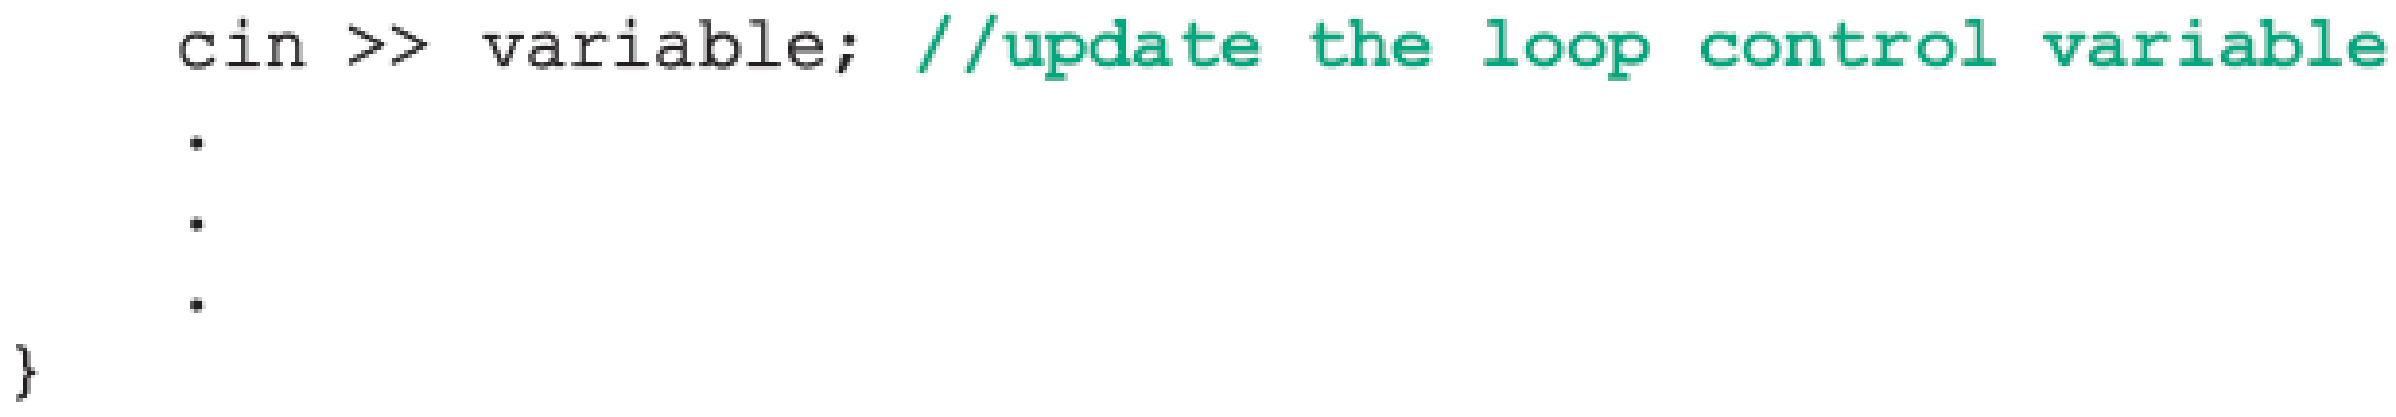 cin >> variable; //update the loop control variable
.
.
.
}